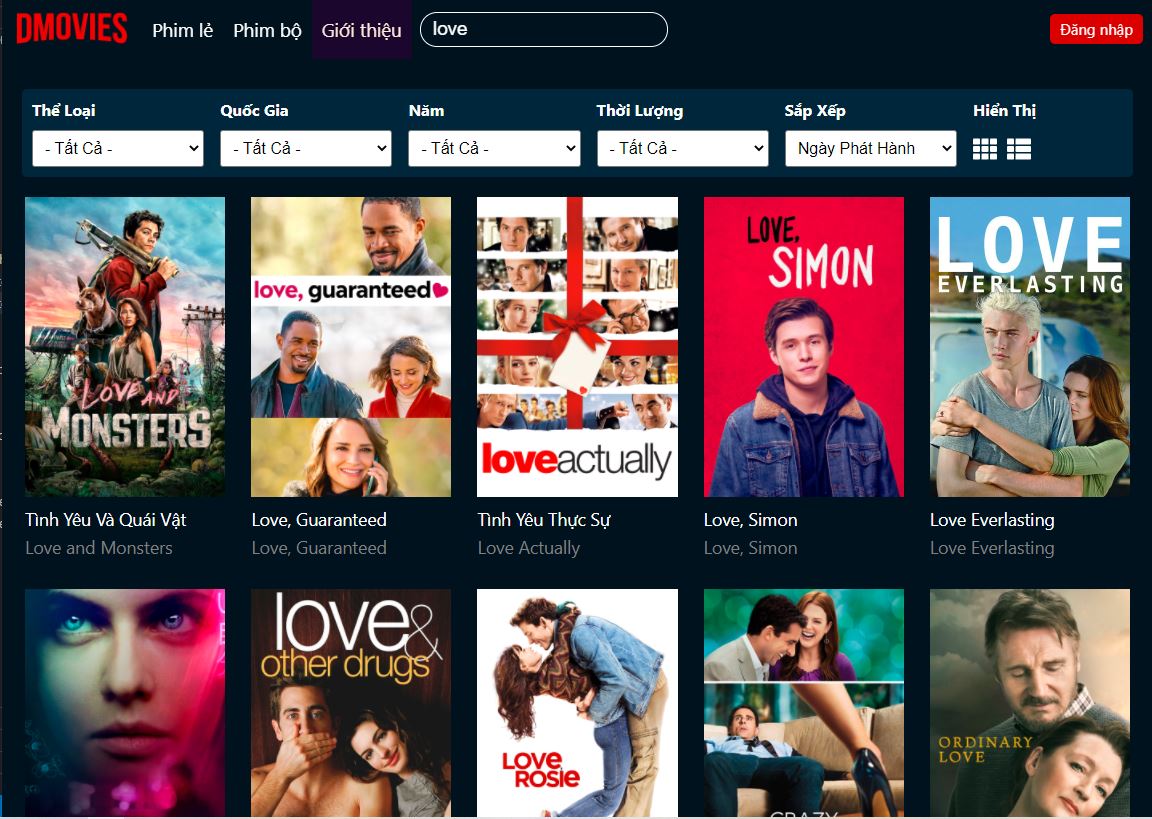 DMOVIES Phim lẻ Phim bộ Giới thiệu love Đăng nhập
Thể Loại Quốc Gia Năm Thời Lượng Sắp Xếp Hiển Thị
- Tất Cả - - Tất Cả - - Tất Cả - - Tất Cả - Ngày Phát Hành
LOVE AND
MONSTERS
love, guaranteed
loveactually
LOVE,
SIMON
LOVE
EVERLASTING
Tình Yêu Và Quái Vật Love, Guaranteed Tình Yêu Thực Sự Love, Simon Love Everlasting
Love and Monsters Love, Guaranteed Love Actually Love, Simon Love Everlasting
love &
other drugs
LOVE
ROSIE
CRAZY
ORDINARY
LOVE